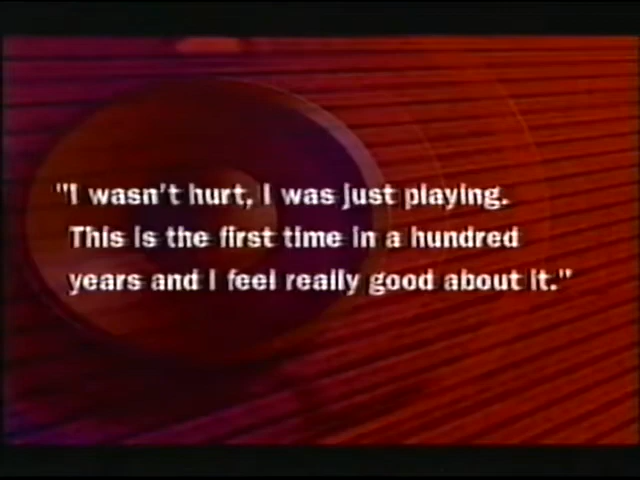 "I wasn't hurt, I was just playing.
This is the first time in a hundred
years and I feel really good about it."